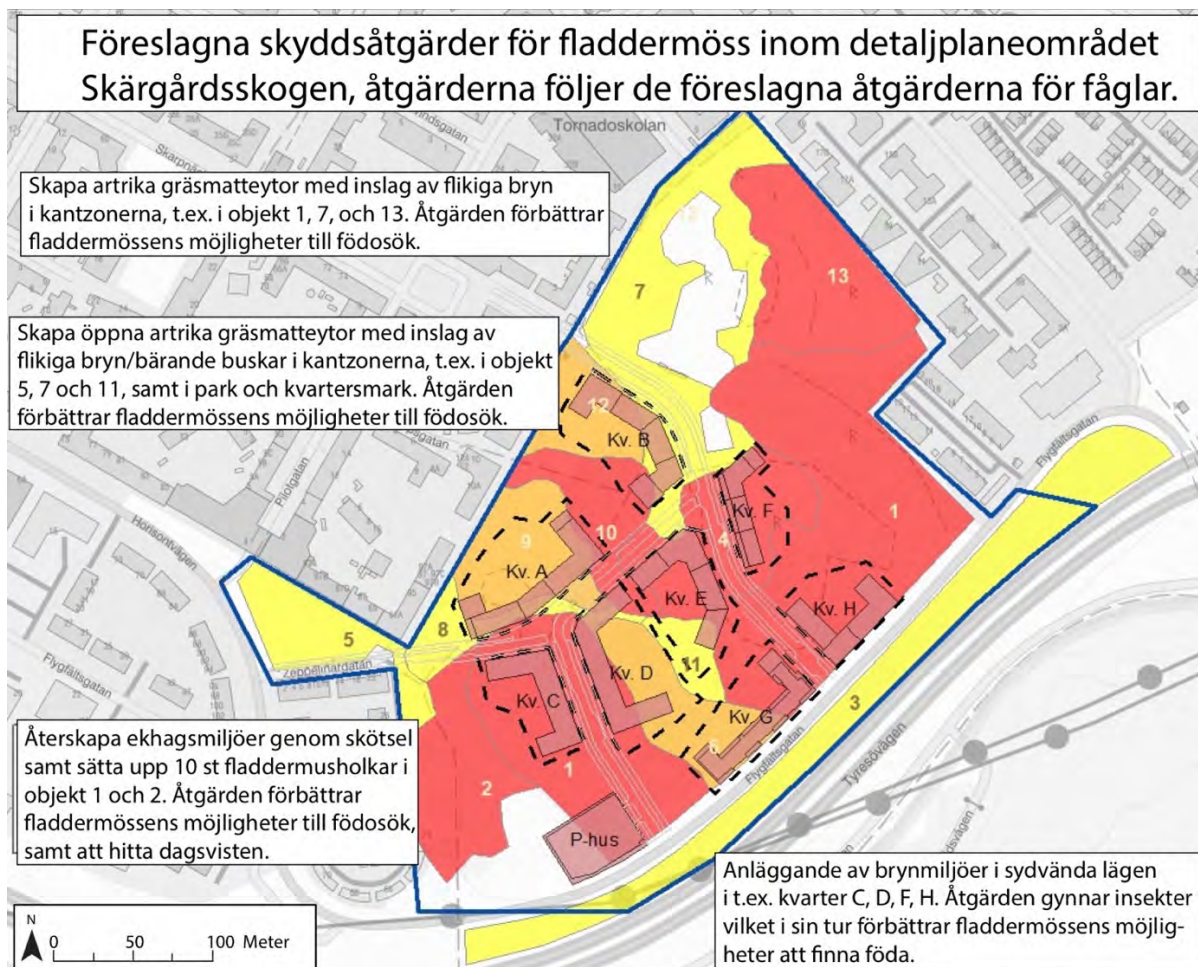 Föreslagna skyddsåtgärder för fladdermöss inom detaljplaneområdet
Skärgårdsskogen, åtgärderna följer de föreslagna åtgärderna för fåglar.
Tornadoskolan
Skapa artrika gräsmatteytor med inslag av flikiga bryn
i kantzonerna, t.ex. i objekt 1, 7, och 13. Åtgärden förbättrar
fladdermössens möjligheter till födosök.
13
7
Skapa öppna artrika gräsmatteytor med inslag av
flikiga bryn/bärande buskar i kantzonerna, t.ex. i objekt
5, 7 och 11, samt i park och kvartersmark. Åtgärden
förbättrar fladdermössens möjligheter till födosök.
12
Kv. B
Flygfältsgatan
Pilotgatan
Horisontvägen
Kv. F
1
10
4
9
Kv. A
Kv. E
Kv. H
8
5
11
Zeppelinargatan
Flygfältsgatan
Kv. D
Kv. C
Kv. G
6
3
Tyresövägen
Flygfältsgatan
1
2
P-hus
Återskapa ekhagsmiljöer genom skötsel
samt sätta upp 10 st fladdermusholkar i
objekt 1 och 2. Åtgärden förbättrar
fladdermössens möjligheter till födosök,
samt att hitta dagsvisten.
Anläggande av brynmiljöer i sydvända lägen
i t.ex. kvarter C, D, F, H. Åtgärden gynnar insekter
vilket i sin tur förbättrar fladdermössens möjlig-
heter att finna föda.
N
0 50 100 Meter